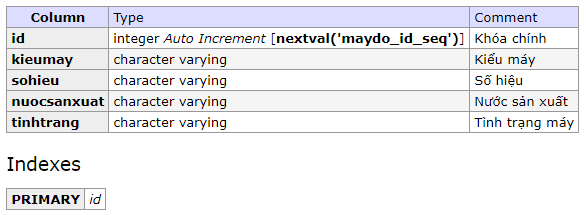 Column Type Comment
id integer Auto Increment [nextval('maydo_id_seq')] Khóa chính
kieumay character varying Kiểu máy
sohieu character varying Số hiệu
nuocsanxuat character varying Nước sản xuất
tinhtrang character varying Tình trạng máy
Indexes
PRIMARY id